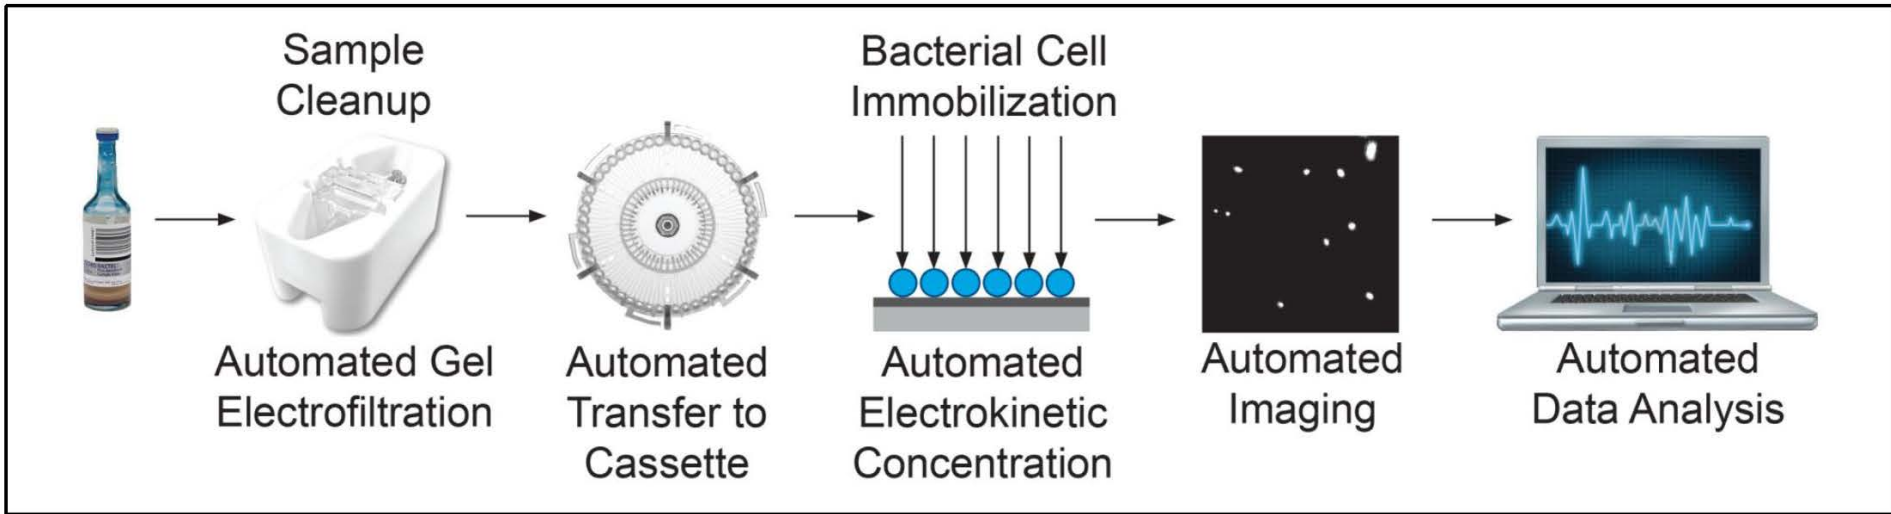 Sample
Cleanup
Automated Gel
Electrofiltration
Automated
Transfer to
Cassette
Bacterial Cell
Immobilization
Automated
Electrokinetic
Concentration
Automated
Imaging
Automated
Data Analysis